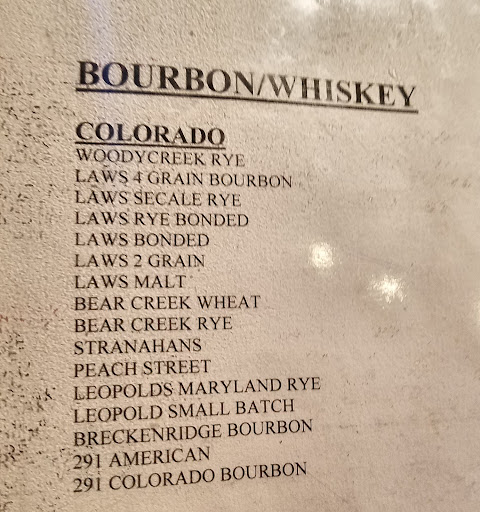 BOURBON/WHISKEY
COLORADO
WOODYCREEK RYE
LAWS 4 GRAIN BOURBON
LAWS SECALE RYE
LAWS RYE BONDED
LAWS BONDED
LAWS 2 GRAIN
LAWS MALT
BEAR CREEK WHEAT
BEAR CREEK RYE
STRANAHANS
PEACH STREET
LEOPOLDS MARYLAND RYE
LEOPOLD SMALL BATCH
BRECKENRIDGE BOURBON
291 AMERICAN
291 COLORADO BOURBON